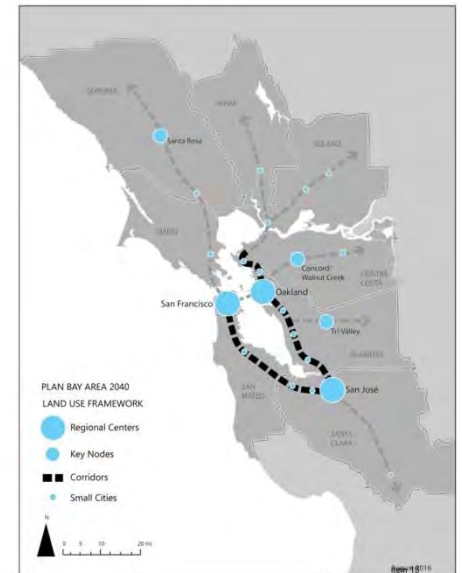 SONOMA
NAPA
SOLANO
Santa Rosa
MARIN
Concord/
Walnut Creek
CONTRA
COSTA
Oakland
San Francisco
Tri Valley
ALAMEDA
PLAN BAY AREA 2040
LAND USE FRAMEWORK
SAN
MATEO
San José
Regional Centers
SANTA
CLARA
Key Nodes
Corridors
Small Cities
N
0 5 10 20 mi